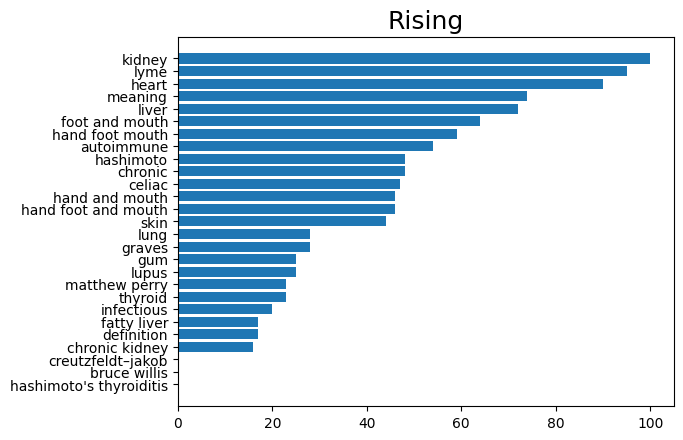 Rising
kidney
lyme
heart
meaning
liver
foot and mouth
hand foot mouth
autoimmune
hashimoto
chronic
celiac
hand and mouth
hand foot and mouth
skin
lung
graves
gum
lupus
matthew perry
thyroid
infectious
fatty liver
definition
chronic kidney
creutzfeldt–jakob
bruce willis
hashimoto's thyroiditis
0 20 40 60 80 100